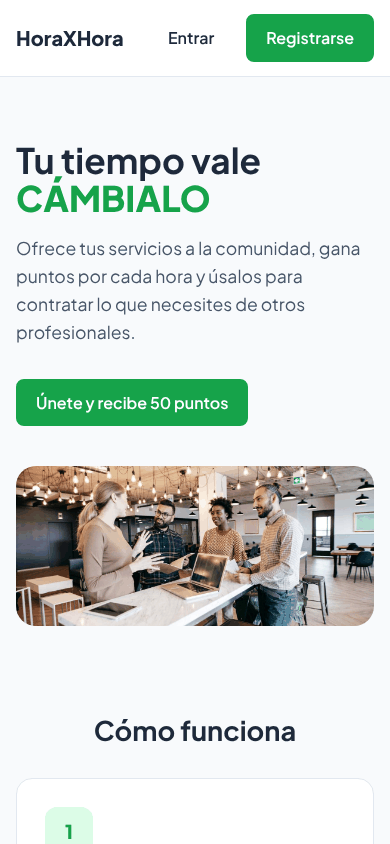 HoraXHora
Entrar
Registrarse
Tu tiempo vale
CÁMBIALO
Ofrece tus servicios a la comunidad, gana
puntos por cada hora y úsalos para
contratar lo que necesites de otros
profesionales.
Únete y recibe 50 puntos
Cómo funciona
1